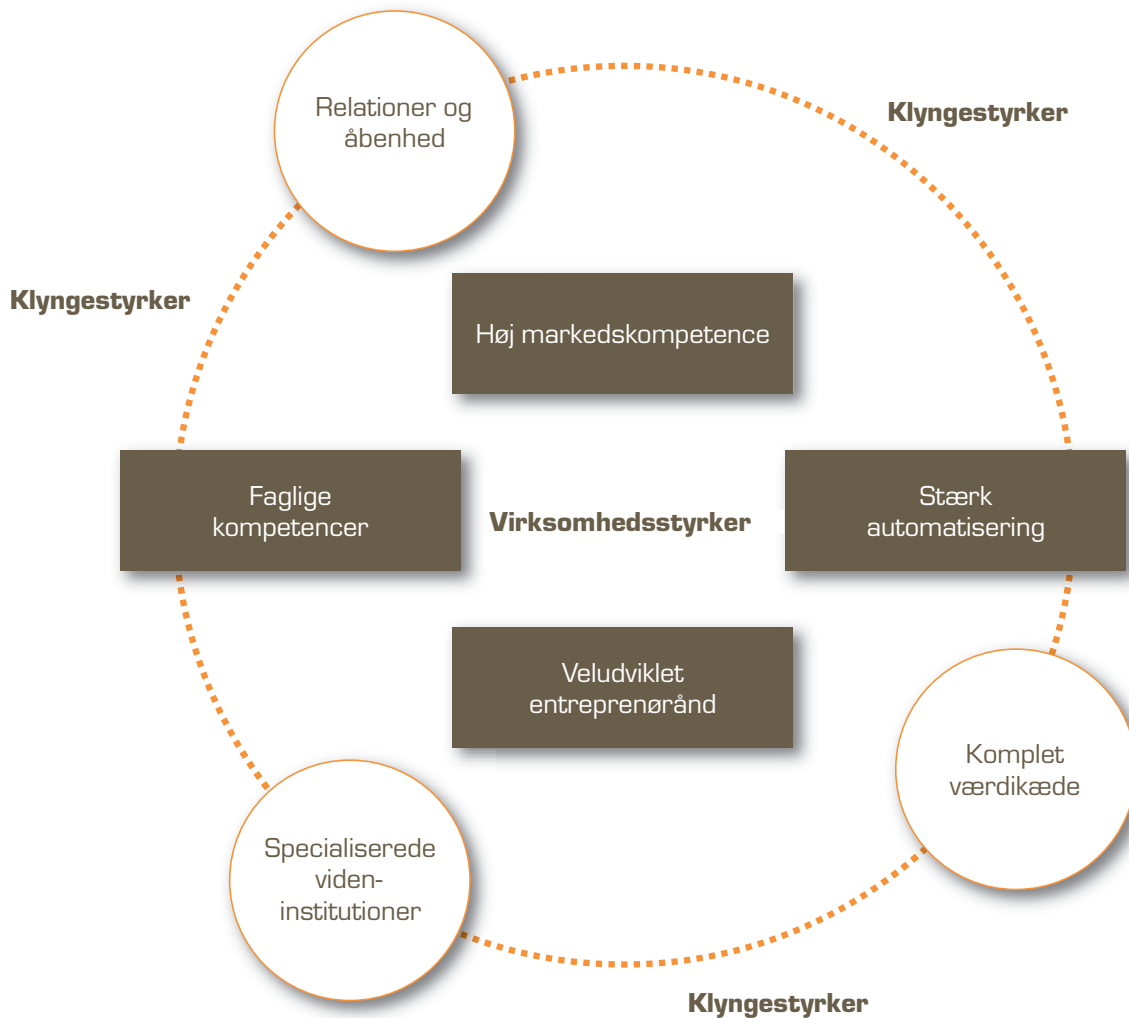 Relationer og
åbenhed
Klyngestyrker
Klyngestyrker
Høj markedskompetence
Faglige
kompetencer
Virksomhedsstyrker
Stærk
automatisering
Veludviklet
entreprenørånd
Komplet
værdikæde
Specialiserede
viden-
institutioner
Klyngestyrker